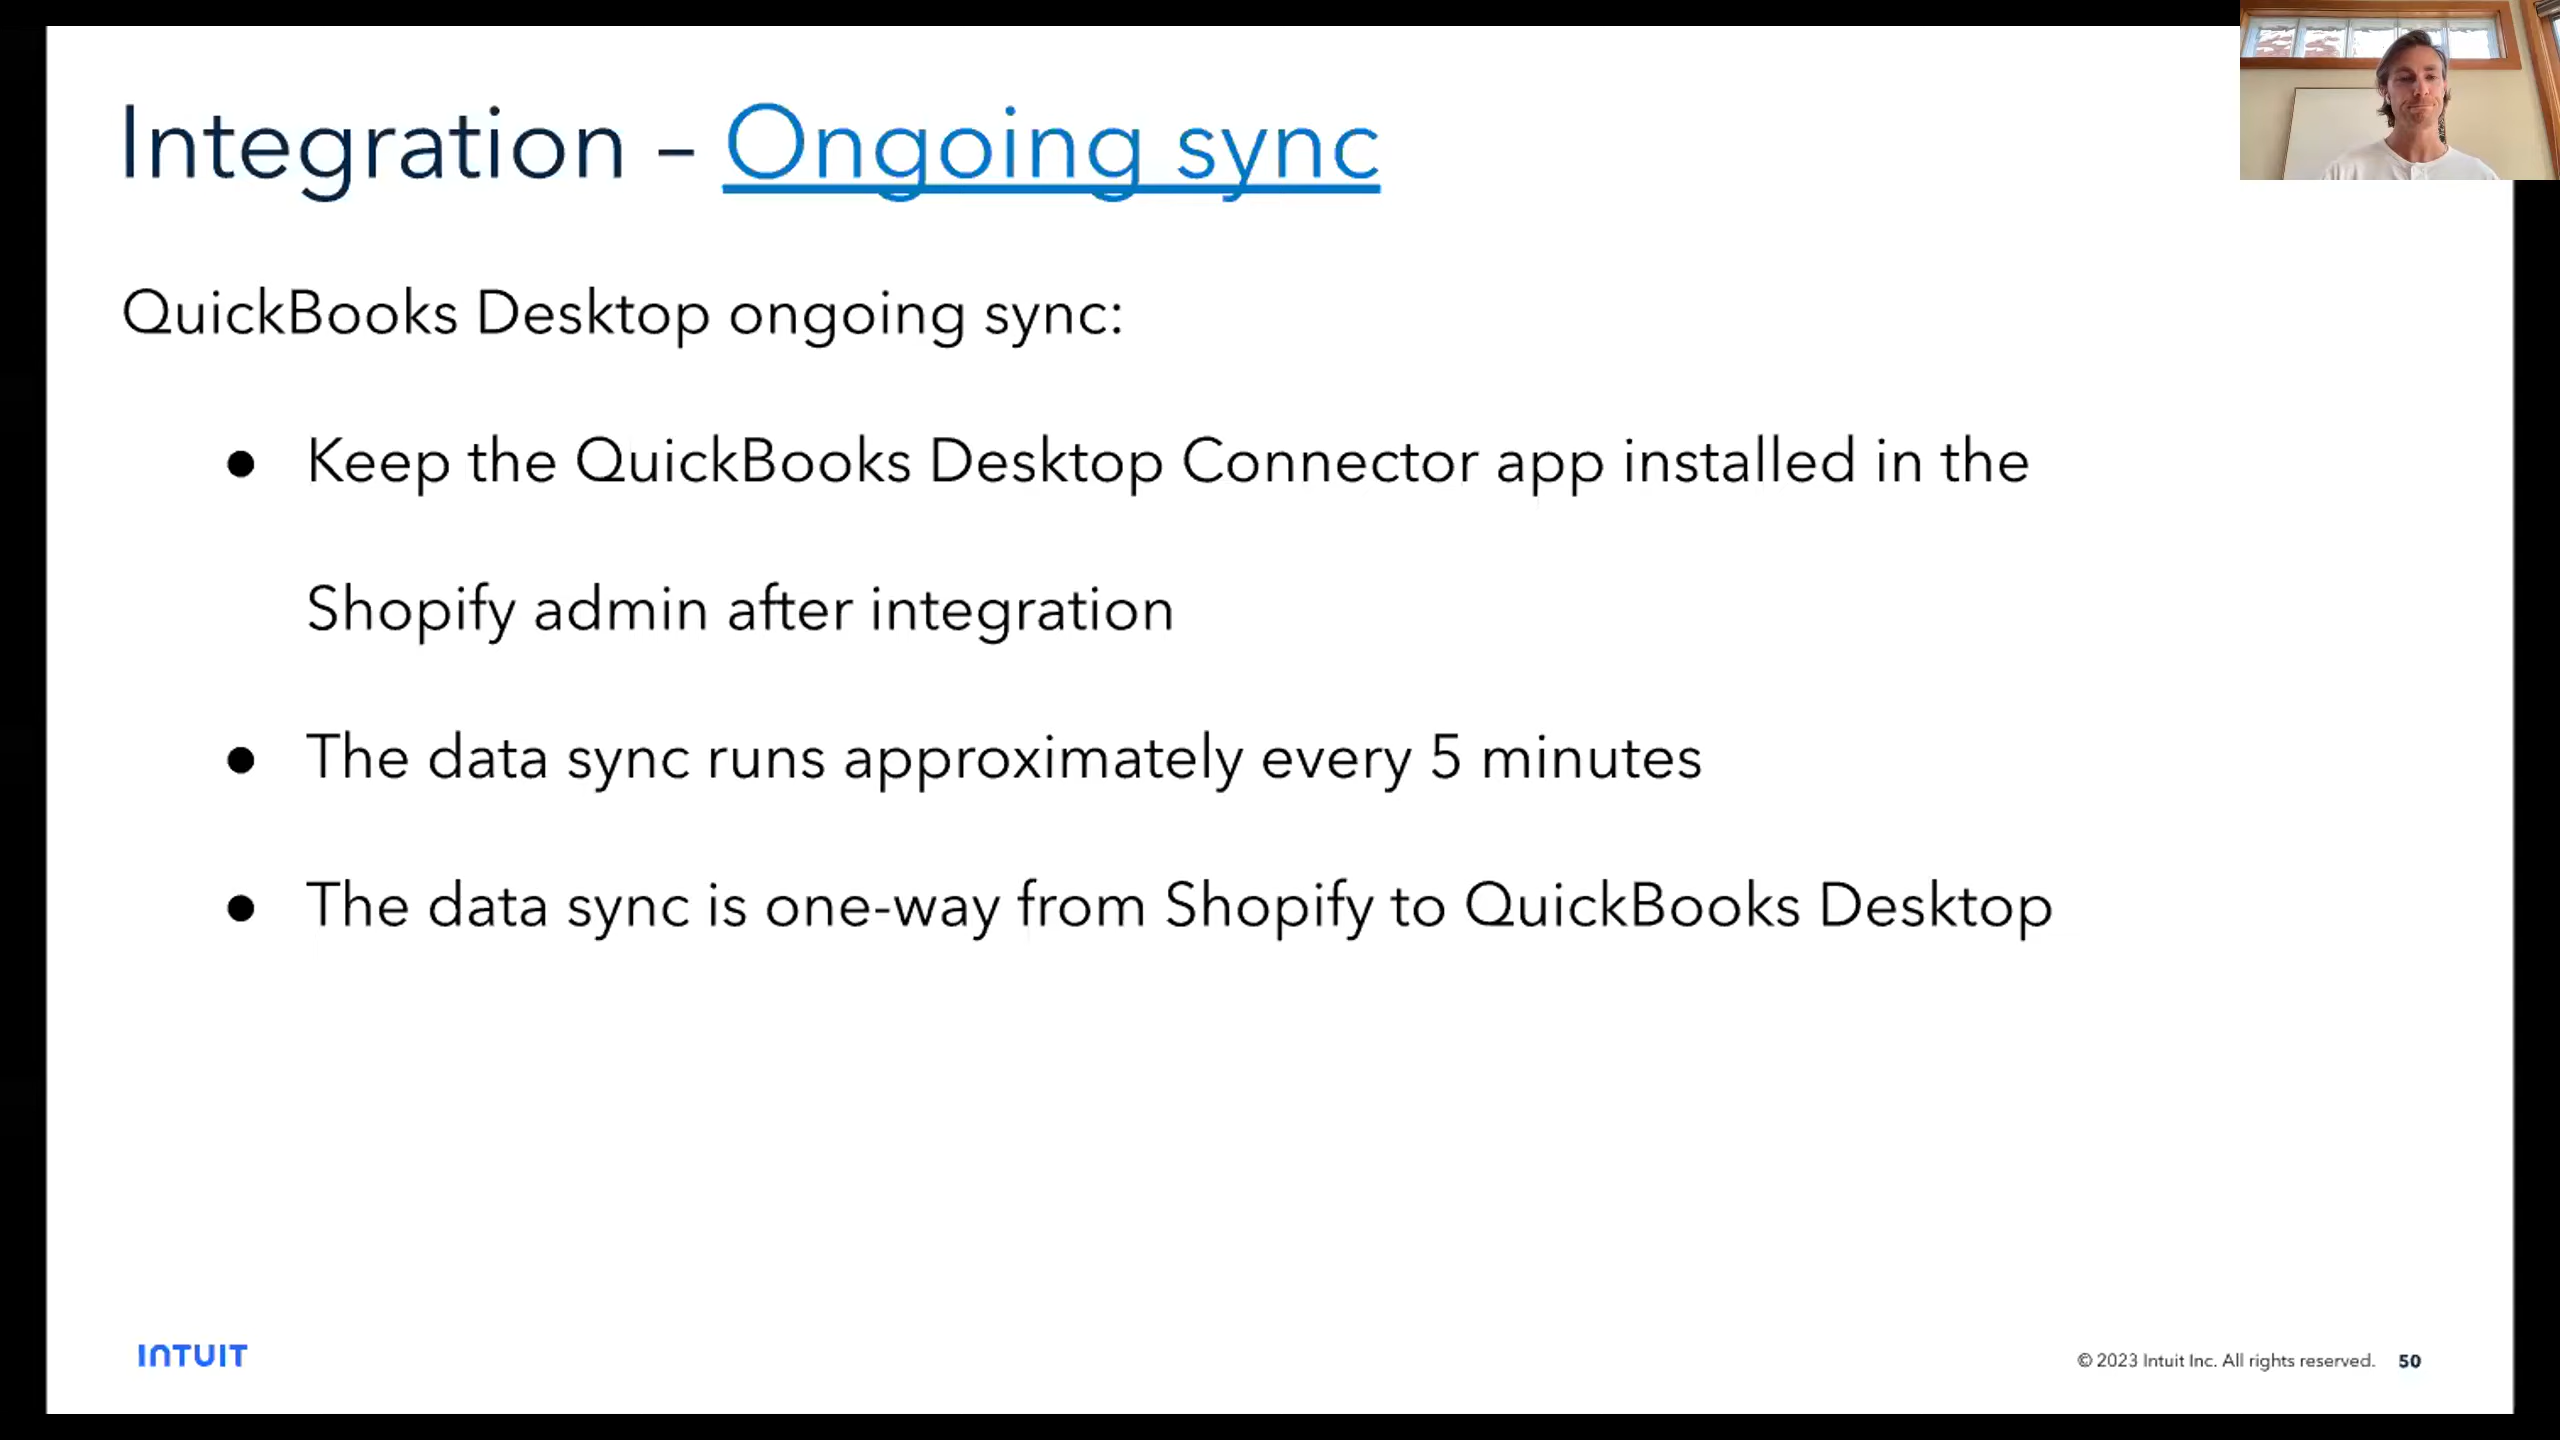 Integration – Ongoing sync
QuickBooks Desktop ongoing sync:
● Keep the QuickBooks Desktop Connector app installed in the
Shopify admin after integration
● The data sync runs approximately every 5 minutes
● The data sync is one-way from Shopify to QuickBooks Desktop
INTUIT
© 2023 Intuit Inc. All rights reserved. 50